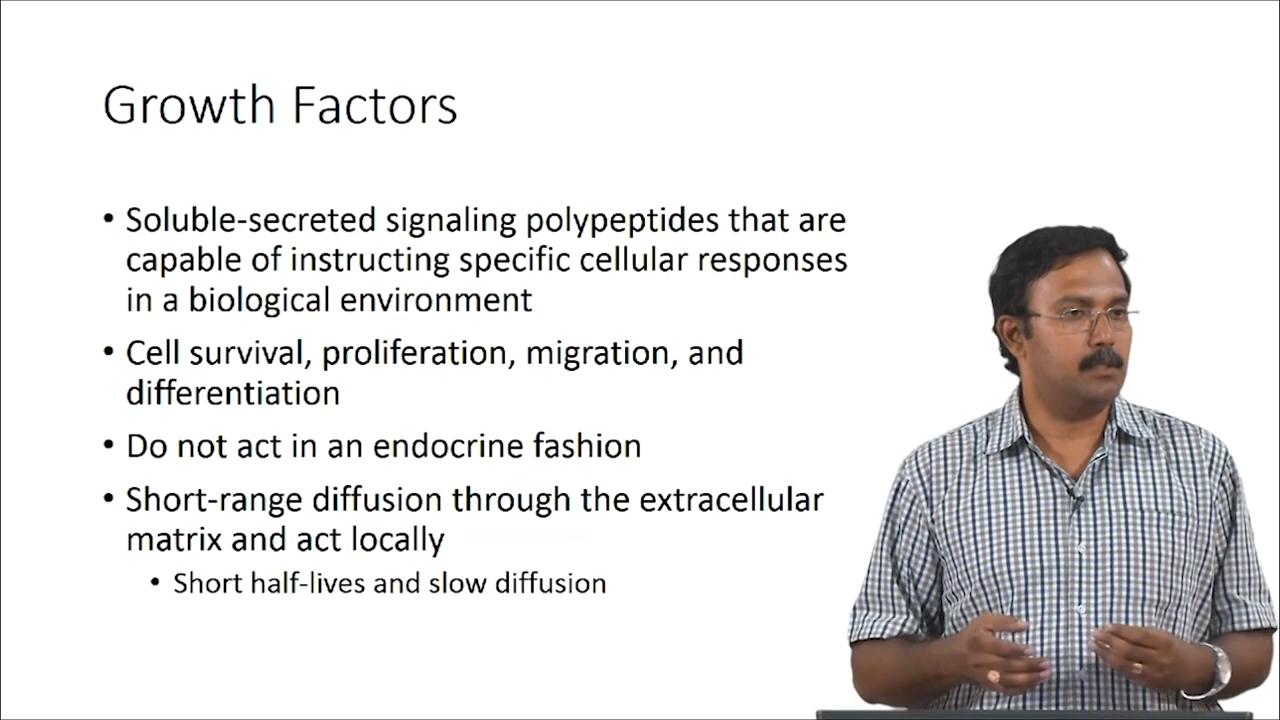 Growth Factors
• Soluble-secreted signaling polypeptides that are
capable of instructing specific cellular responses
in a biological environment
• Cell survival, proliferation, migration, and
differentiation
• Do not act in an endocrine fashion
• Short-range diffusion through the extracellular
matrix and act locally
• Short half-lives and slow diffusion